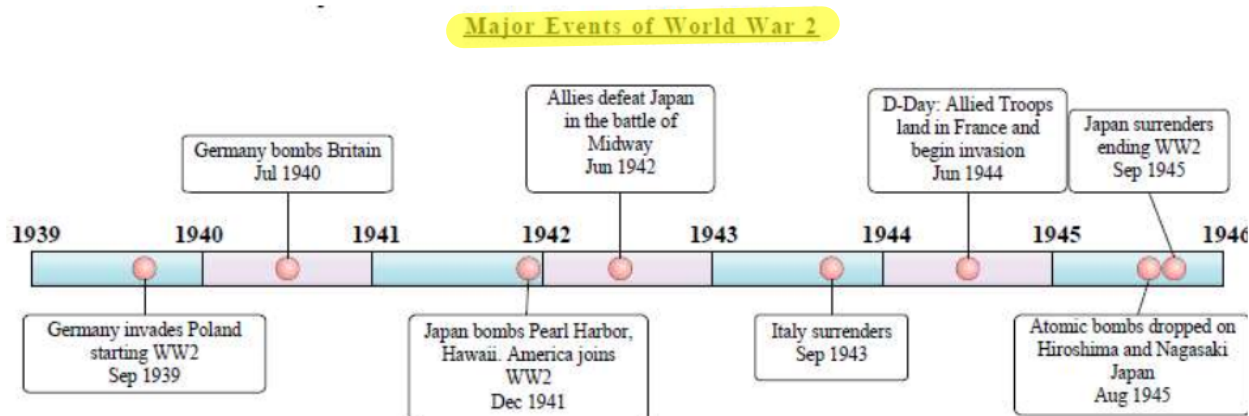 Major Events of World War 2
Allies defeat Japan
in the battle of
Midway
Jun 1942
D-Day: Allied Troops
land in France and
begin invasion
Jun 1944
Japan surrenders
ending WW2
Sep 1945
Germany bombs Britain
Jul 1940
1939
1940
1941
1942
1943
1944
1945
1946
Germany invades Poland
starting WW2
Sep 1939
Japan bombs Pearl Harbor,
Hawaii. America joins
WW2
Dec 1941
Italy surrenders
Sep 1943
Atomic bombs dropped on
Hiroshima and Nagasaki
Japan
Aug 1945